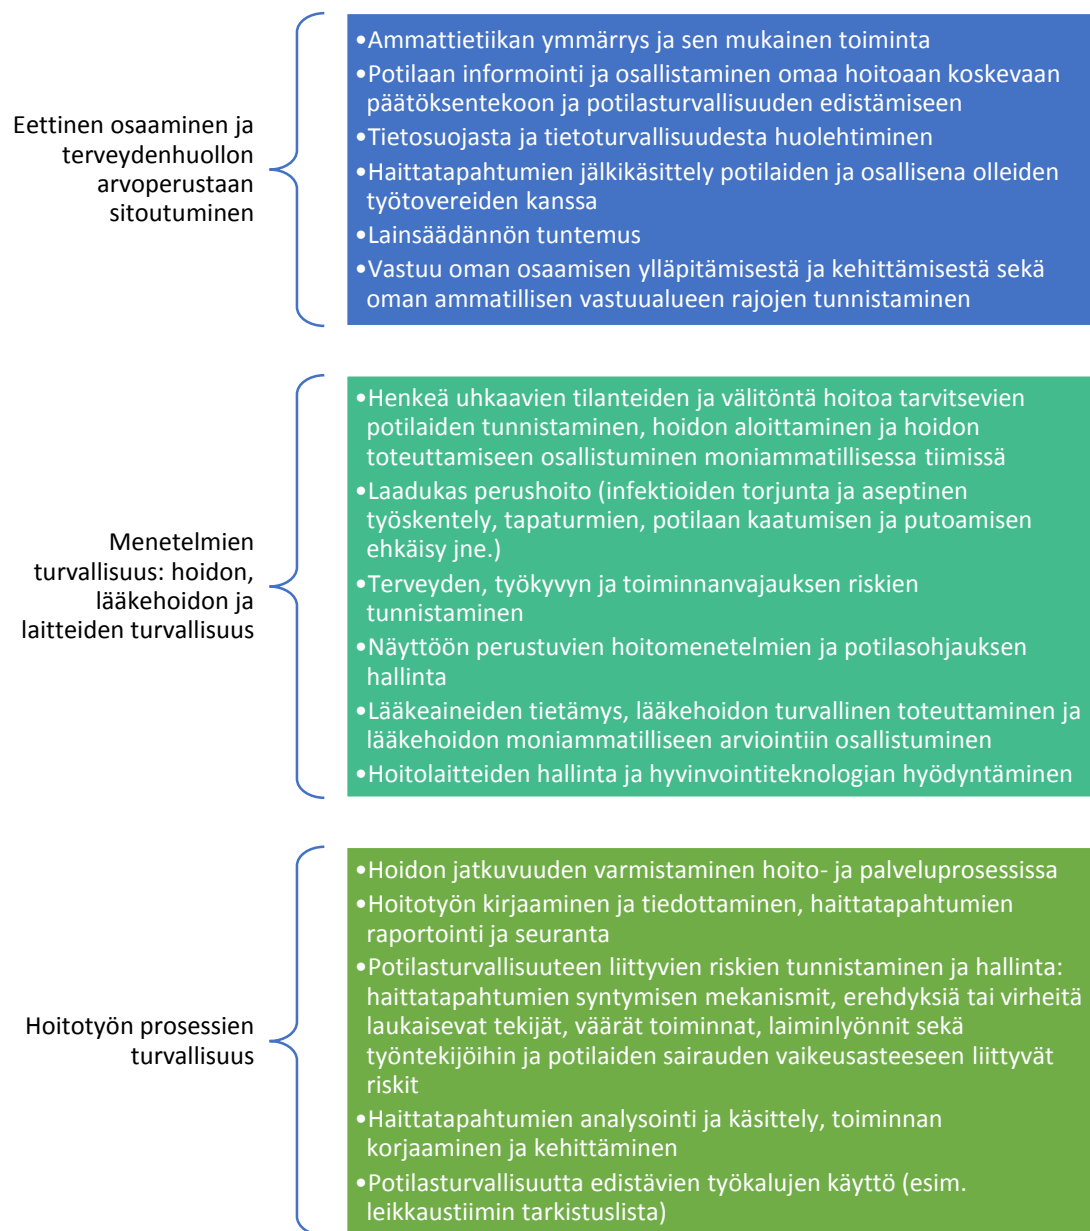 Eettinen osaaminen ja
terveydenhuollon
arvoperustaan
sitoutuminen
•Ammattietiikan ymmärrys ja sen mukainen toiminta
•Potilaan informointi ja osallistaminen omaa hoitoaan koskevaan
päätöksentekoon ja potilasturvallisuuden edistämiseen
•Tietosuojasta ja tietoturvallisuudesta huolehtiminen
•Haittatapahtumien jälkikäsittely potilaiden ja osallisena olleiden
työtovereiden kanssa
•Lainsäädännön tuntemus
•Vastuu oman osaamisen ylläpitämisestä ja kehittämisestä sekä
oman ammatillisen vastuualueen rajojen tunnistaminen
Menetelmien
turvallisuus: hoidon,
lääkehoidon ja
laitteiden turvallisuus
•Henkeä uhkaavien tilanteiden ja välitöntä hoitoa tarvitsevien
potilaiden tunnistaminen, hoidon aloittaminen ja hoidon
toteuttamiseen osallistuminen moniammatillisessa tiimissä
•Laadukas perushoito (infektioiden torjunta ja aseptinen
työskentely, tapaturmien, potilaan kaatumisen ja putoamisen
ehkäisy jne.)
•Terveyden, työkyvyn ja toiminnanvajauksen riskien
tunnistaminen
•Näyttöön perustuvien hoitomenetelmien ja potilasohjauksen
hallinta
•Lääkeaineiden tietämys, lääkehoidon turvallinen toteuttaminen ja
lääkehoidon moniammatilliseen arviointiin osallistuminen
•Hoitolaitteiden hallinta ja hyvinvointiteknologian hyödyntäminen
Hoitotyön prosessien
turvallisuus
•Hoidon jatkuvuuden varmistaminen hoito- ja palveluprosessissa
•Hoitotyön kirjaaminen ja tiedottaminen, haittatapahtumien
raportointi ja seuranta
•Potilasturvallisuuteen liittyvien riskien tunnistaminen ja hallinta:
haittatapahtumien syntymisen mekanismit, erehdyksiä tai virheitä
laukaisevat tekijät, väärät toiminnat, laiminlyönnit sekä
työntekijöihin ja potilaiden sairauden vaikeusasteeseen liittyvät
riskit
•Haittatapahtumien analysointi ja käsittely, toiminnan
korjaaminen ja kehittäminen
•Potilasturvallisuutta edistävien työkalujen käyttö (esim.
leikkaustiimin tarkistuslista)